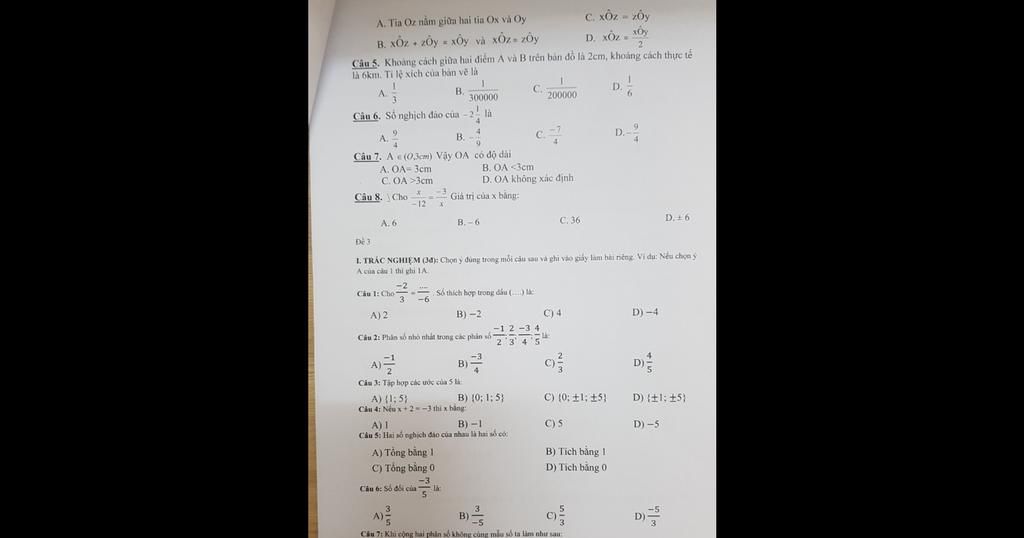 A. Tia Oz nằm giữa hai tia Ox và Oy C. xÔz = zÔy
B. xÔz + zÔy = xÔy và xÔz = zÔy D. xÔz = xÔy/2
Câu 5. Khoảng cách giữa hai điểm A và B trên bản đồ là 2cm, khoảng cách thực tế
là 6km. Tỉ lệ xích của bản vẽ là
A. 1/3 B. 1/300000 C. 1/200000 D. 1/6
Câu 6. Số nghịch đảo của -2 1/4 là
A. 9/4 B. -4/9 C. -7/4 D. -9/4
Câu 7. A ∈ (O,3cm) Vậy OA có độ dài
A. OA= 3cm B. OA <3cm
C. OA >3cm D. OA không xác định
Câu 8. \ Cho x/-12 = -3/x Giá trị của x bằng:
A. 6 B. – 6 C. 36 D. ± 6
Đề 3
I. TRẮC NGHIỆM (3đ): Chọn ý đúng trong mỗi câu sau và ghi vào giấy làm bài riêng. Ví dụ: Nếu chọn ý
A của câu 1 thì ghi 1A.
Câu 1: Cho -2/3 = ..../-6 Số thích hợp trong dấu (....) là:
A) 2 B) −2 C) 4 D) −4
Câu 2: Phân số nhỏ nhất trong các phân số -1/2; 2/3; -3/4; 4/5 là:
A) -1/2 B) -3/4 C) 2/3 D) 4/5
Câu 3: Tập hợp các ước của 5 là:
A) {1; 5} B) {0; 1; 5} C) {0; ±1; ±5} D) {±1; ±5}
Câu 4: Nếu x + 2 = −3 thì x bằng:
A) 1 B) −1 C) 5 D) −5
Câu 5: Hai số nghịch đảo của nhau là hai số có:
A) Tổng bằng 1 B) Tích bằng 1
C) Tổng bằng 0 D) Tích bằng 0
Câu 6: Số đối của -3/5 là:
A) 3/5 B) 3/-5 C) 5/3 D) -5/3
Câu 7: Khi cộng hai phân số không cùng mẫu số ta làm như sau: